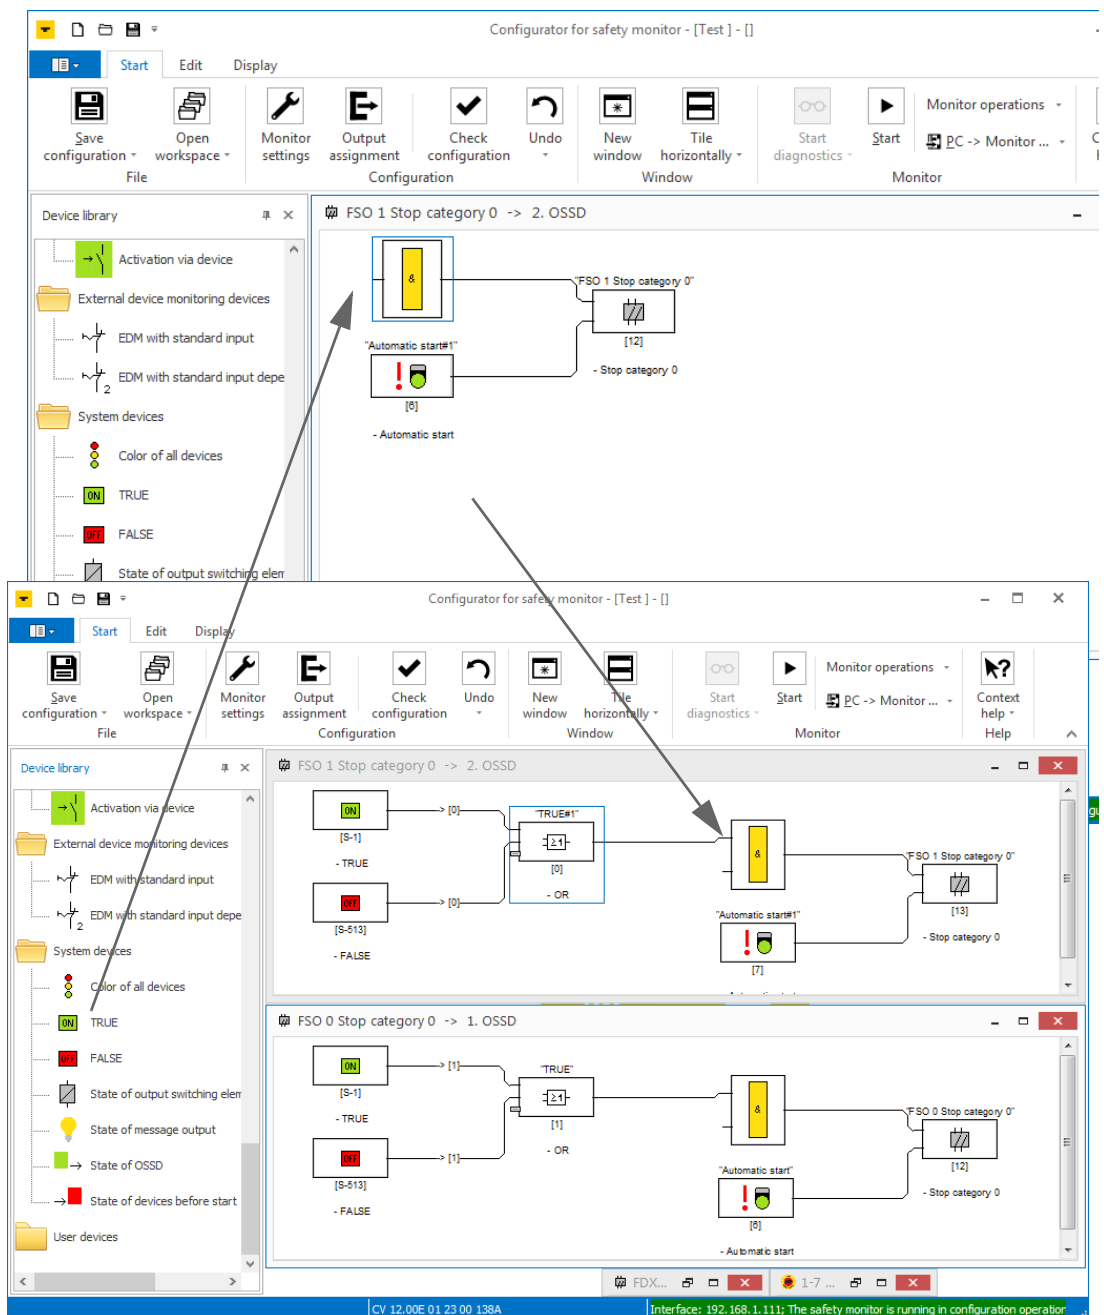 Configurator for safety monitor - [Test ] - []
Start Edit Display
Save configuration
Open workspace
Monitor settings
Output assignment
Check configuration
Undo
New window
Tile horizontally
Start diagnostics
Start
Monitor operations
PC -> Monitor ...
File
Configuration
Window
Monitor
Device library
FSO 1 Stop category 0 -> 2. OSSD
Activation via device
External device monitoring devices
EDM with standard input
EDM with standard input depe
2
System devices
Color of all devices
ON TRUE
OFF FALSE
State of output switching elem
&
"FSO 1 Stop category 0"
[12]
- Stop category 0
"Automatic start#1"
[6]
- Automatic start
Configurator for safety monitor - [Test ] - []
Start Edit Display
Save configuration
Open workspace
Monitor settings
Output assignment
Check configuration
Undo
New window
Tile horizontally
Start diagnostics
Start
Monitor operations
PC -> Monitor ...
Context help
File
Configuration
Window
Monitor
Help
Device library
Activation via device
External device monitoring devices
EDM with standard input
EDM with standard input depe
2
System devices
Color of all devices
ON TRUE
OFF FALSE
State of output switching elem
State of message output
State of OSSD
State of devices before start
User devices
FSO 1 Stop category 0 -> 2. OSSD
ON
[S-1]
- TRUE
-> [0]
OFF
[S-513]
- FALSE
-> [0]
"TRUE#1"
≥1
[0]
- OR
&
"FSO 1 Stop category 0"
[13]
- Stop category 0
"Automatic start#1"
[7]
FSO 0 Stop category 0 -> 1. OSSD
ON
[S-1]
- TRUE
-> [1]
OFF
[S-513]
- FALSE
-> [1]
"TRUE"
≥1
[1]
- OR
&
"FSO 0 Stop category 0"
[12]
- Stop category 0
"Automatic start"
[6]
- Automatic start
FDX...
1-7 ...
CV 12.00E 01 23 00 138A
Interface: 192.168.1.111; The safety monitor is running in configuration operation